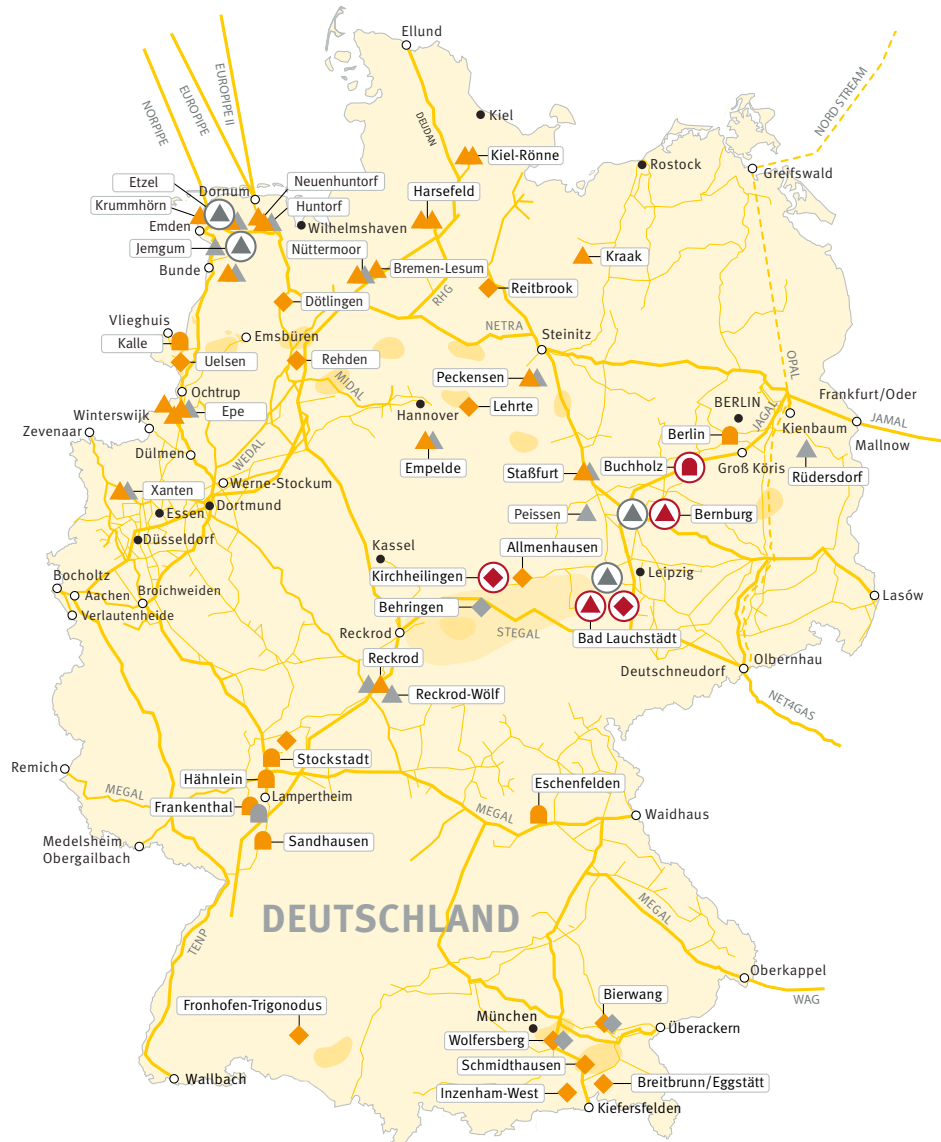 Ellund
NORPIPE
EUROPIPE
EUROPIPE II
DEUDAN
Kiel
NORD STREAM
Kiel-Rönne
Rostock
Greifswald
Etzel
Dornum
Neuenhuntorf
Harsefeld
Krummhörn
Huntorf
Emden
Wilhelmshaven
Jemgum
Nüttermoor
Kraak
Bunde
Bremen-Lesum
Reitbrook
RHG
Dötlingen
Vlieghuis
NETRA
Steinitz
Kalle
Emsbüren
Uelsen
Rehden
OPAL
MIDAL
Peckensen
Ochtrup
Frankfurt/Oder
Winterswijk
Epe
Hannover
Lehrte
BERLIN
JAGAL
Kienbaum
JAMAL
Zevenaar
Berlin
Mallnow
Dülmen
WEDAL
Empelde
Staßfurt
Buchholz
Groß Köris
Rüdersdorf
Werne-Stockum
Xanten
Dortmund
Essen
Peissen
Bernburg
Düsseldorf
Kassel
Allmenhausen
Bocholtz
Kirchheilingen
Leipzig
Broichweiden
Aachen
Lasów
Behringen
Verlautenheide
Reckrod
STEGAL
Bad Lauchstädt
Reckrod
Olbernhau
Deutschneudorf
Reckrod-Wölf
NET4GAS
Stockstadt
Remich
Hähnlein
Eschenfelden
MEGAL
Lampertheim
Frankenthal
MEGAL
Waidhaus
Medelsheim
Obergailbach
Sandhausen
DEUTSCHLAND
MEGAL
TENP
Oberkappel
WAG
Fronhofen-Trigonodus
Bierwang
München
Überackern
Wolfersberg
Schmidthausen
Wallbach
Inzenham-West
Breitbrunn/Eggstätt
Kiefersfelden